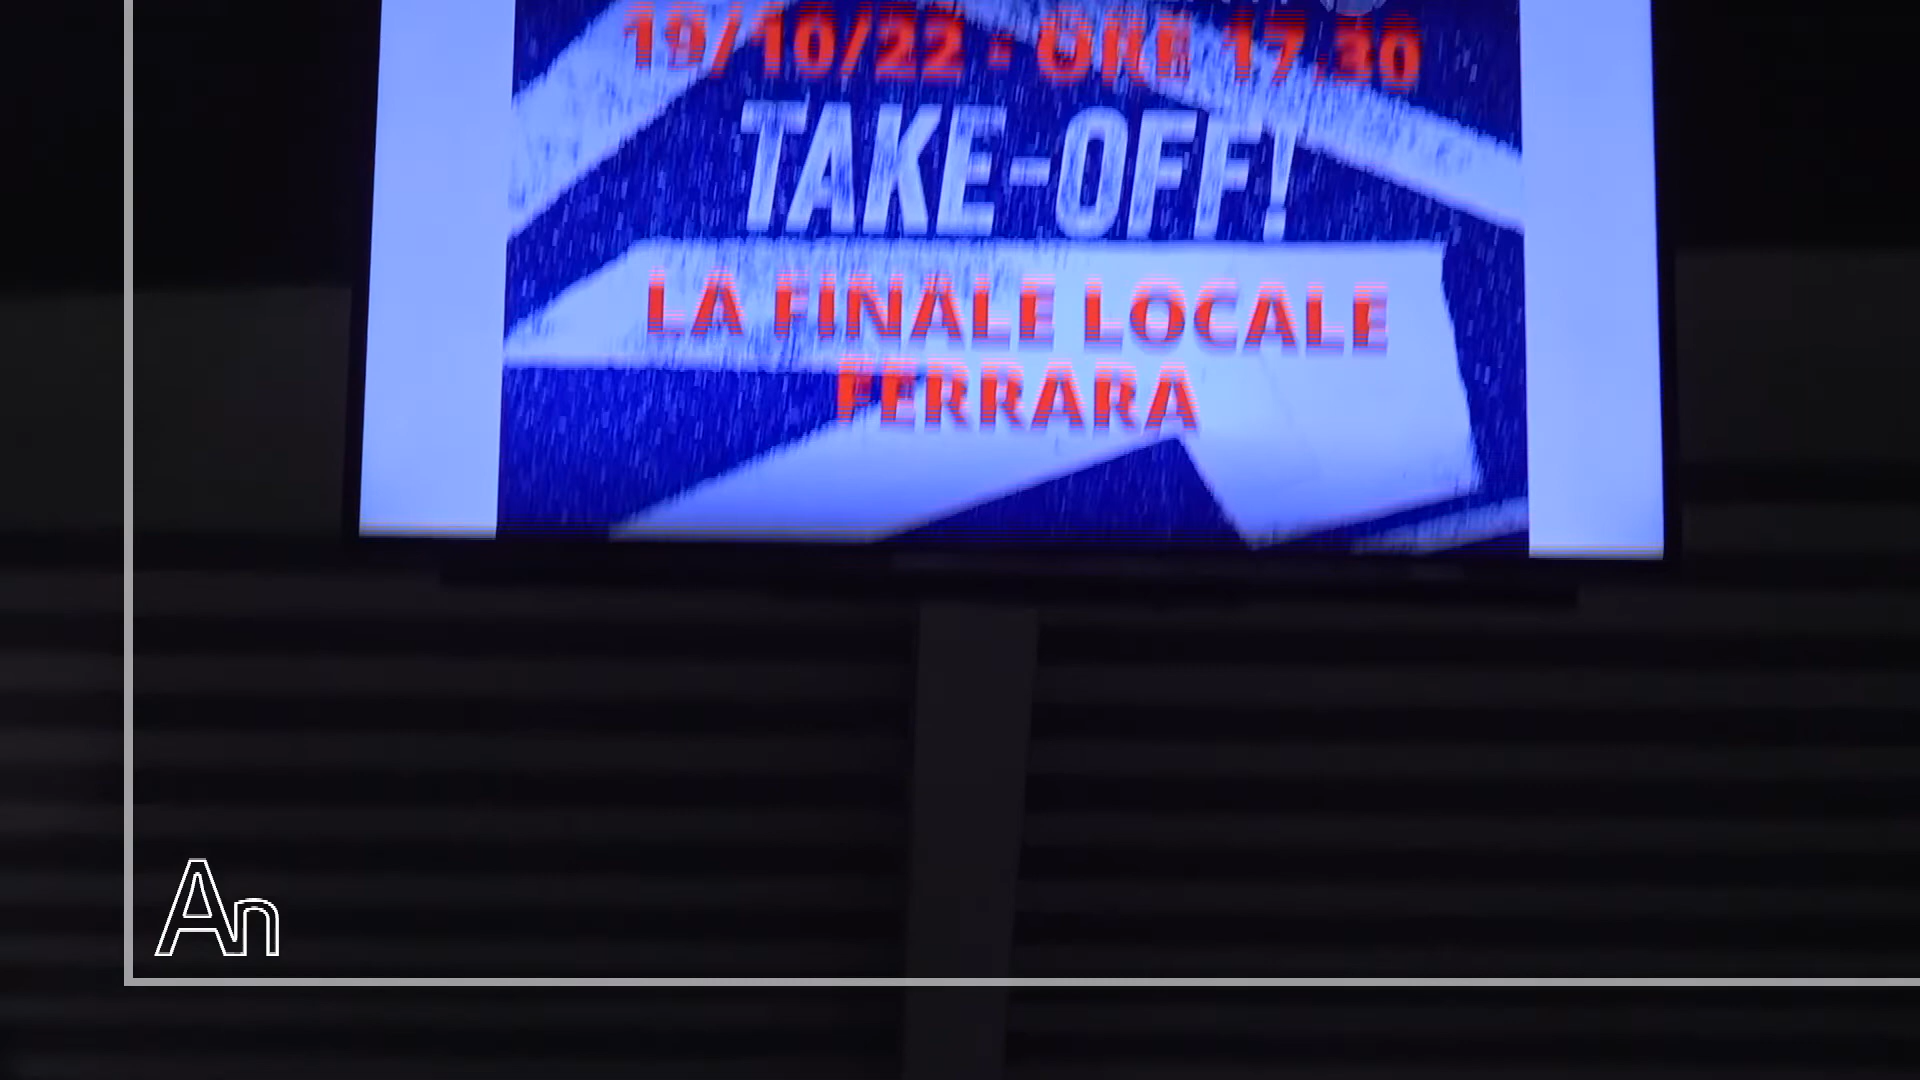 19/10/22 - ORE 17.30
TAKE-OFF!
LA FINALE LOCALE
FERRARA
An